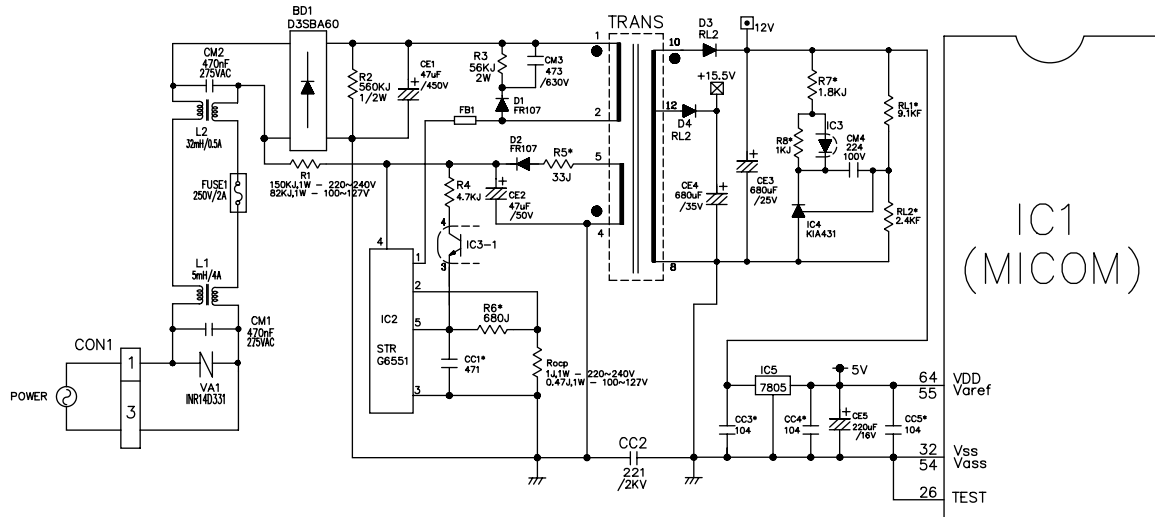 BD1
D3SBA60
CM2
470nF
275VAC
L2
32mH/0.5A
FUSE1
250V/2A
L1
5mH/4A
CM1
470nF
275VAC
CON1
1
3
POWER
VA1
INR14D331
R2
560KJ
1/2W
CE1
47uF
/450V
R3
56KJ
2W
CM3
473
/630V
D1
FR107
FB1
R1
150KJ,1W - 220~240V
82KJ,1W - 100~127V
D2
FR107
R5*
33J
R4
4.7KJ
CE2
47uF
/50V
4
3
IC3-1
4
1
2
5
3
IC2
STR
G6551
R6*
680J
CC1*
471
Rocp
1J,1W - 220~240V
0.47J,1W - 100~127V
TRANS
1
2
5
4
10
12
8
D3
RL2
12V
+15.5V
D4
RL2
CE4
680uF
/35V
CE3
680uF
/25V
R7*
1.8KJ
R8*
1KJ
IC3
CM4
224
100V
RL1*
9.1KF
RL2*
2.4KF
IC4
KIA431
CC2
221
/2KV
IC5
7805
5V
CC3*
104
CC4*
104
CE5
220uF
/16V
CC5*
104
IC1
(MICOM)
64 VDD
55 Varef
32 Vss
54 Vass
26 TEST